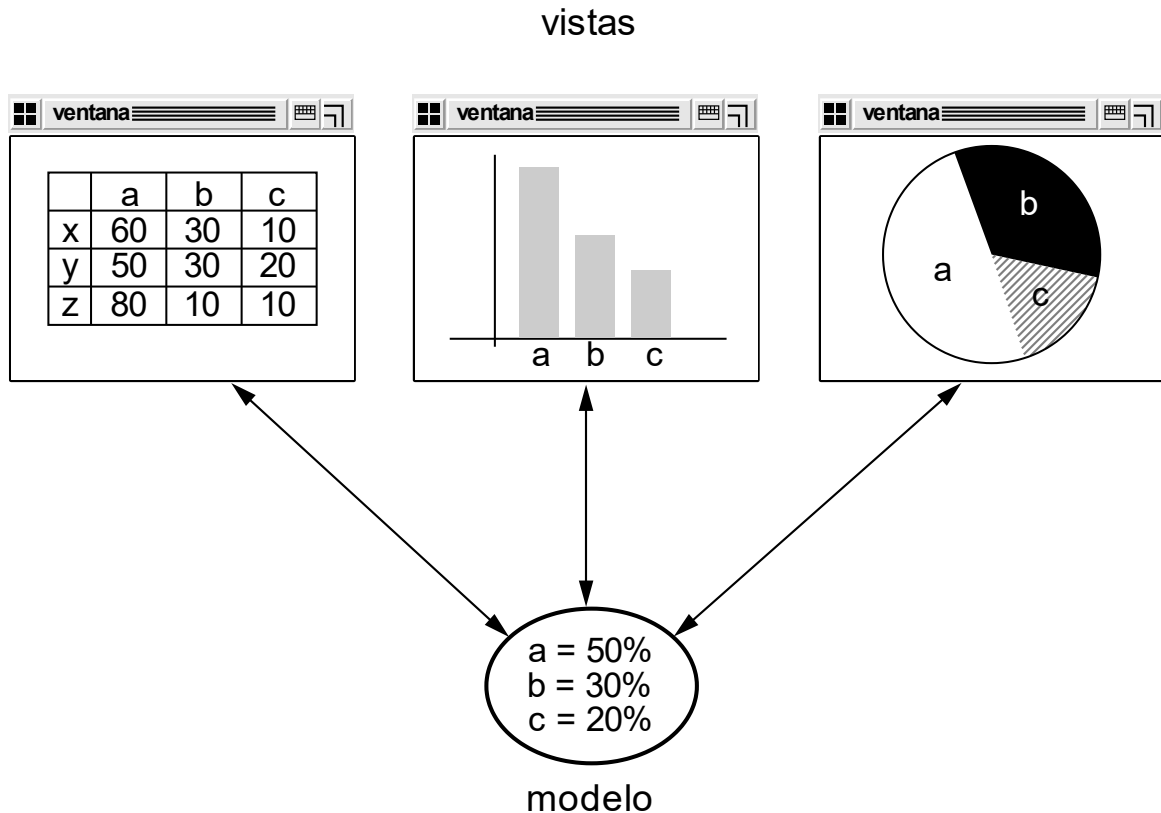 vistas
ventana
ventana
ventana
a b c
x 60 30 10
y 50 30 20
z 80 10 10
a b c
a
b
c
a = 50%
b = 30%
c = 20%
modelo